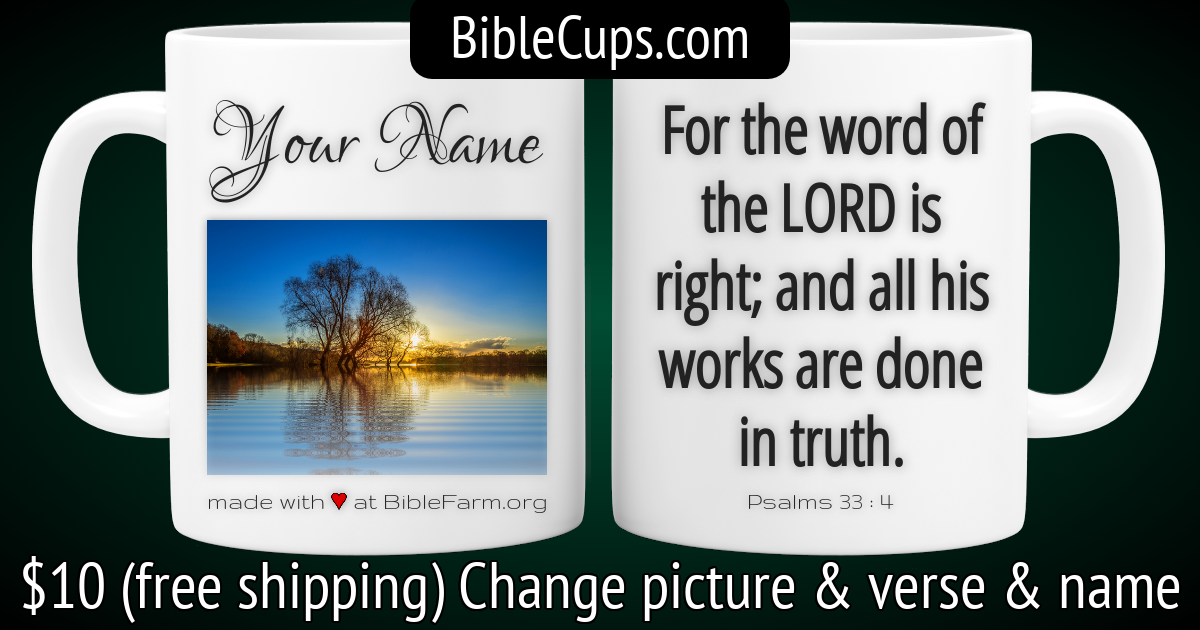 BibleCups.com
Your Name
made with ♥ at BibleFarm.org
For the word of
the LORD is
right; and all his
works are done
in truth.
Psalms 33 : 4
$10 (free shipping) Change picture & verse & name